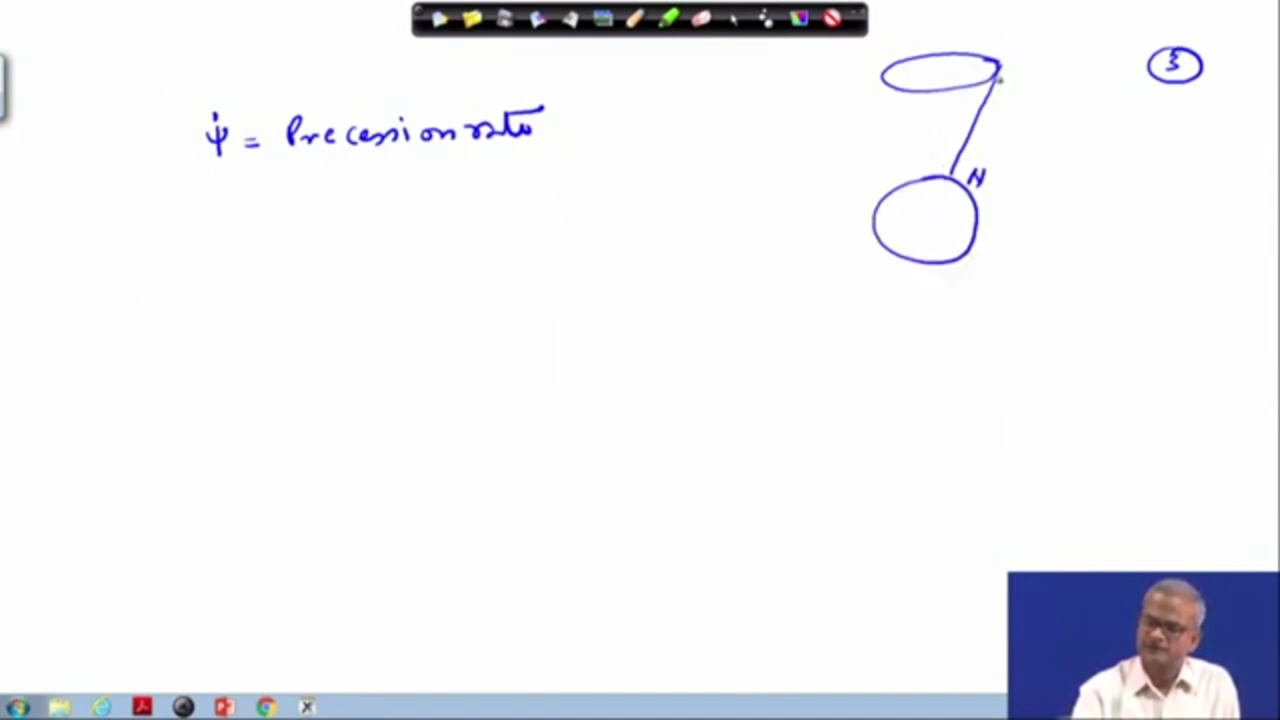 3
ψ̇ = Precession rate
N